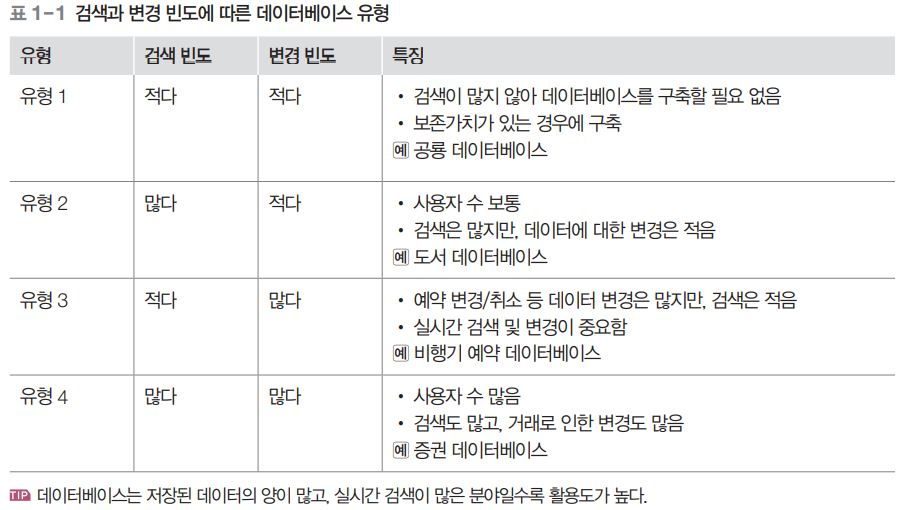 표 1-1 검색과 변경 빈도에 따른 데이터베이스 유형
유형 검색 빈도 변경 빈도 특징
유형 1 적다 적다 • 검색이 많지 않아 데이터베이스를 구축할 필요 없음
• 보존가치가 있는 경우에 구축
예 공룡 데이터베이스
유형 2 많다 적다 • 사용자 수 보통
• 검색은 많지만, 데이터에 대한 변경은 적음
예 도서 데이터베이스
유형 3 적다 많다 • 예약 변경/취소 등 데이터 변경은 많지만, 검색은 적음
• 실시간 검색 및 변경이 중요함
예 비행기 예약 데이터베이스
유형 4 많다 많다 • 사용자 수 많음
• 검색도 많고, 거래로 인한 변경도 많음
예 증권 데이터베이스
TIP 데이터베이스는 저장된 데이터의 양이 많고, 실시간 검색이 많은 분야일수록 활용도가 높다.